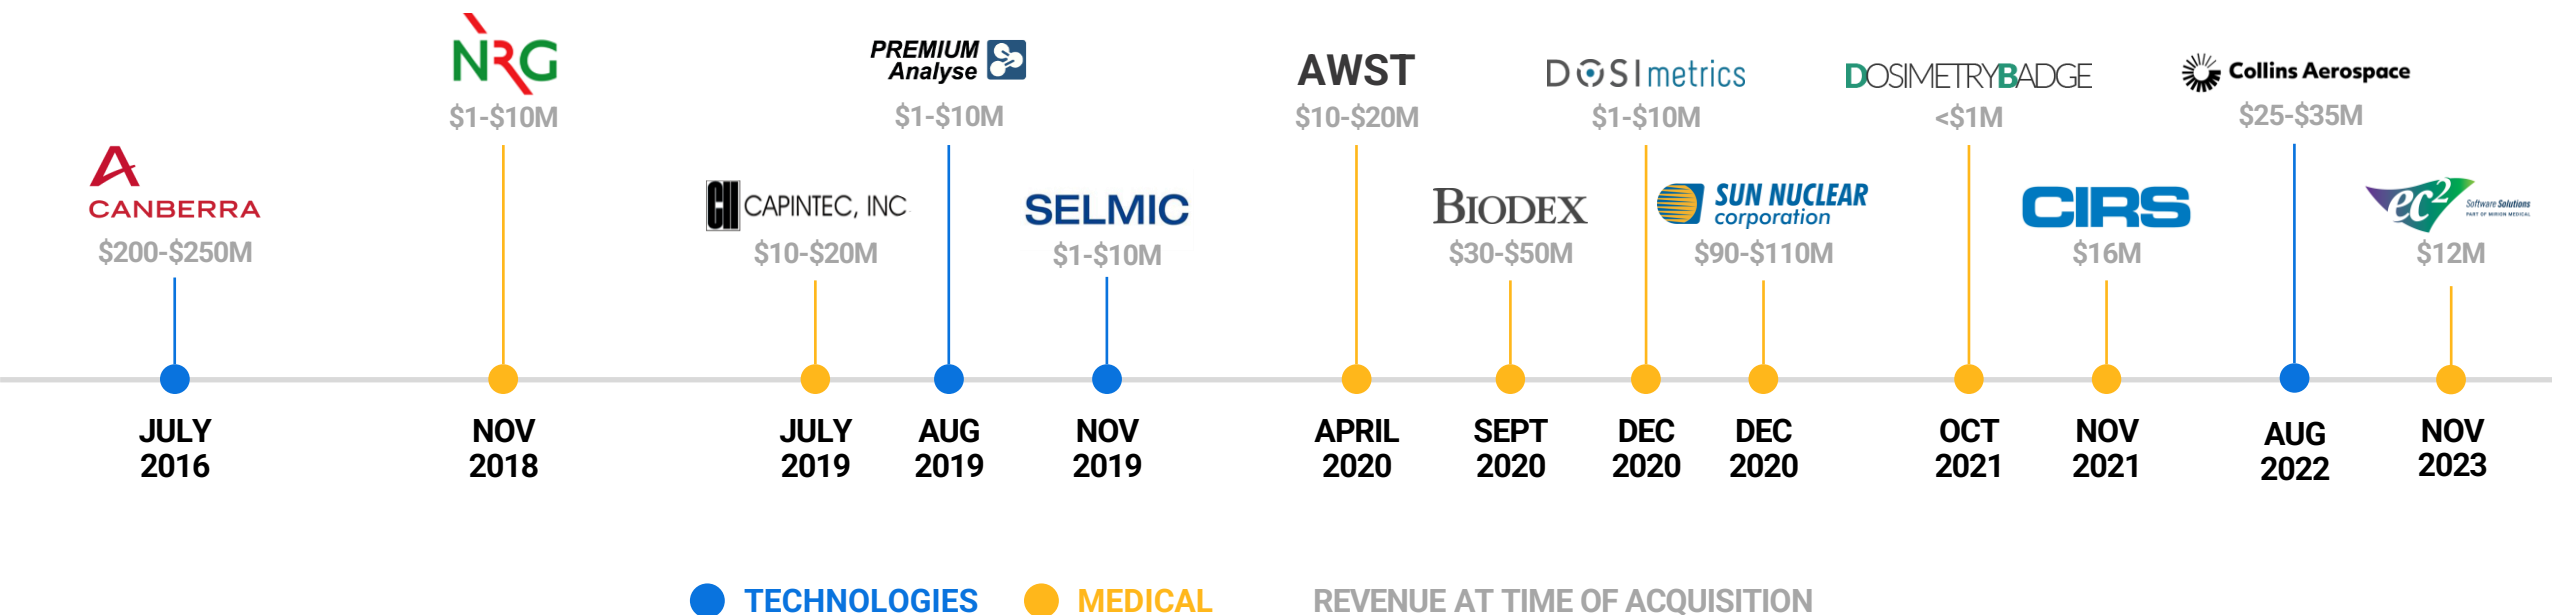 CANBERRA
$200-$250M
JULY
2016
NRG
$1-$10M
NOV
2018
CAPINTEC, INC
$10-$20M
JULY
2019
PREMIUM
Analyse
$1-$10M
AUG
2019
SELMIC
$1-$10M
NOV
2019
AWST
$10-$20M
APRIL
2020
BIODEX
$30-$50M
SEPT
2020
DOSImetrics
$1-$10M
DEC
2020
SUN NUCLEAR
corporation
$90-$110M
DEC
2020
DOSIMETRYBADGE
<$1M
OCT
2021
CIRS
$16M
NOV
2021
Collins Aerospace
$25-$35M
AUG
2022
ec2 Software Solutions
PART OF MIRION MEDICAL
$12M
NOV
2023
TECHNOLOGIES
MEDICAL
REVENUE AT TIME OF ACQUISITION